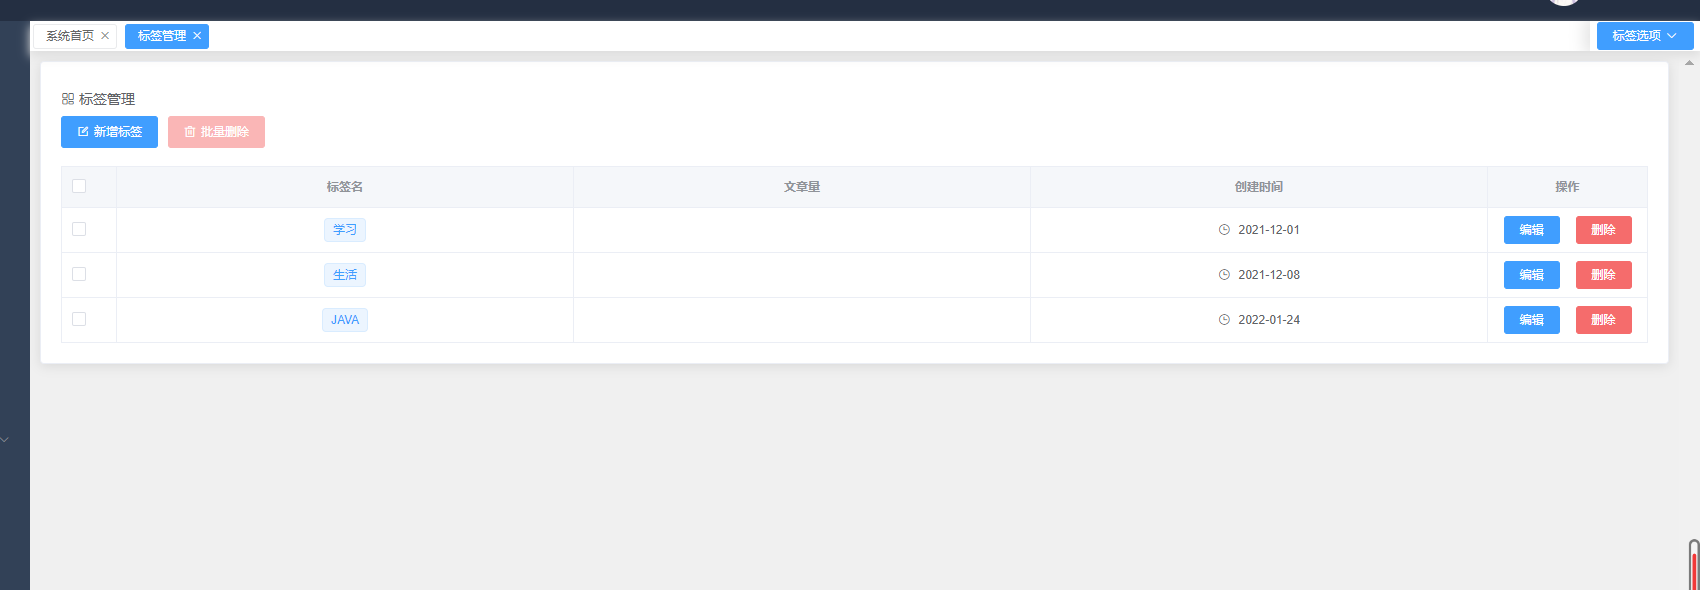 系统首页 标签管理 标签选项
标签管理
新增标签 批量删除
标签名 文章量 创建时间 操作
学习 2021-12-01 编辑 删除
生活 2021-12-08 编辑 删除
JAVA 2022-01-24 编辑 删除